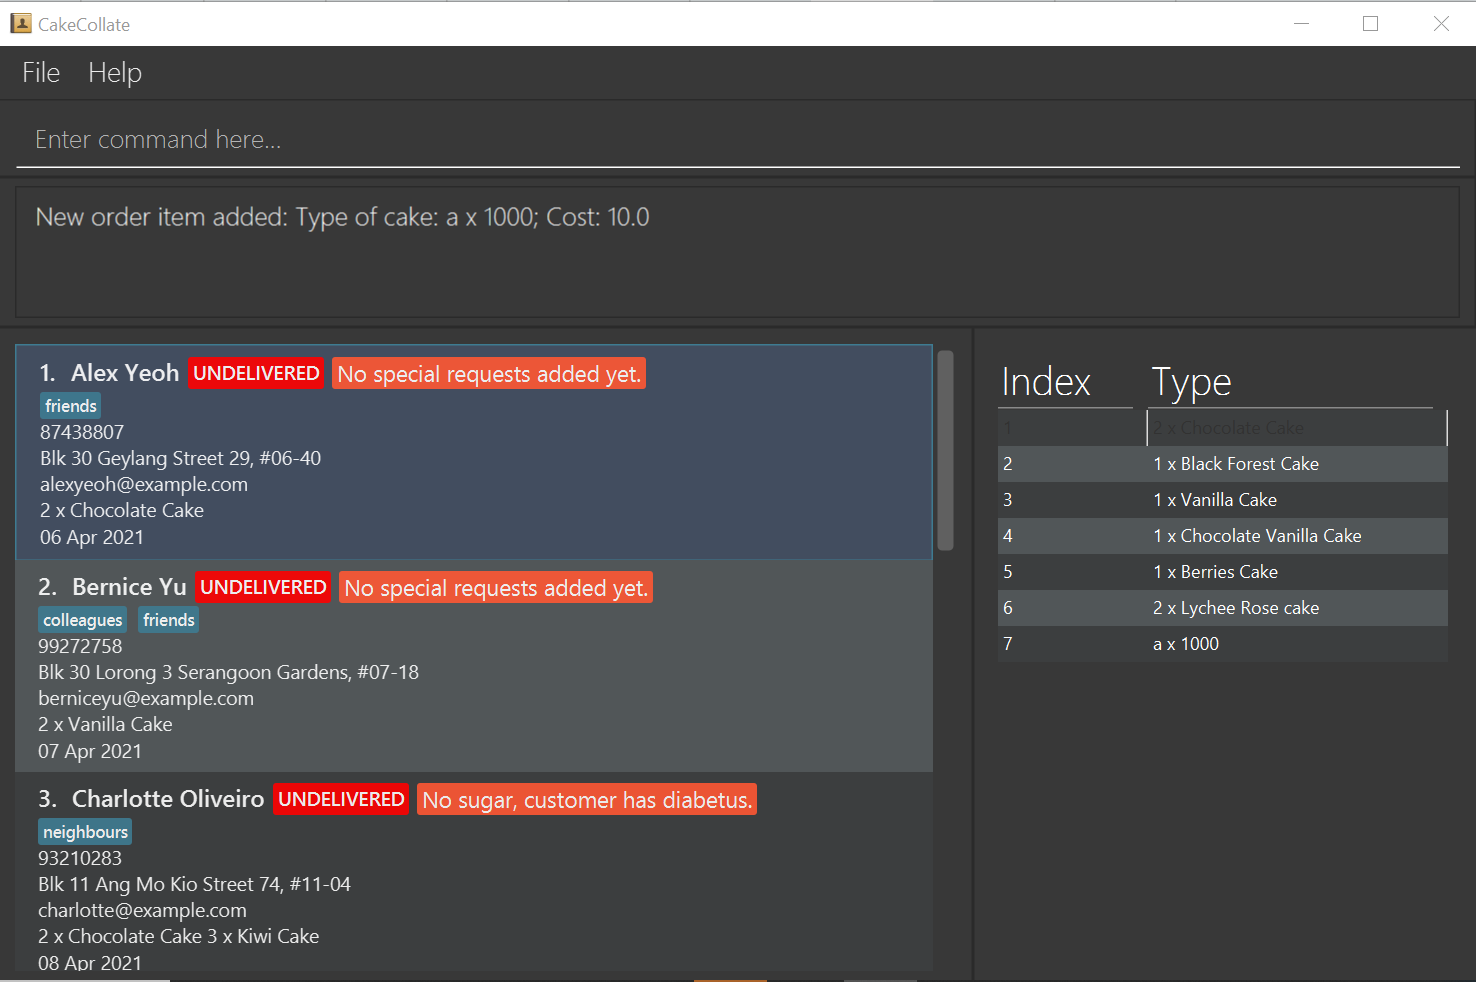 CakeCollate
File Help
Enter command here...
New order item added: Type of cake: a x 1000; Cost: 10.0
1. Alex Yeoh UNDELIVERED No special requests added yet.
friends
87438807
Blk 30 Geylang Street 29, #06-40
alexyeoh@example.com
2 x Chocolate Cake
06 Apr 2021
2. Bernice Yu UNDELIVERED No special requests added yet.
colleagues friends
99272758
Blk 30 Lorong 3 Serangoon Gardens, #07-18
berniceyu@example.com
2 x Vanilla Cake
07 Apr 2021
3. Charlotte Oliveiro UNDELIVERED No sugar, customer has diabetus.
neighbours
93210283
Blk 11 Ang Mo Kio Street 74, #11-04
charlotte@example.com
2 x Chocolate Cake 3 x Kiwi Cake
08 Apr 2021
Index Type
1 2 x Chocolate Cake
2 1 x Black Forest Cake
3 1 x Vanilla Cake
4 1 x Chocolate Vanilla Cake
5 1 x Berries Cake
6 2 x Lychee Rose cake
7 a x 1000